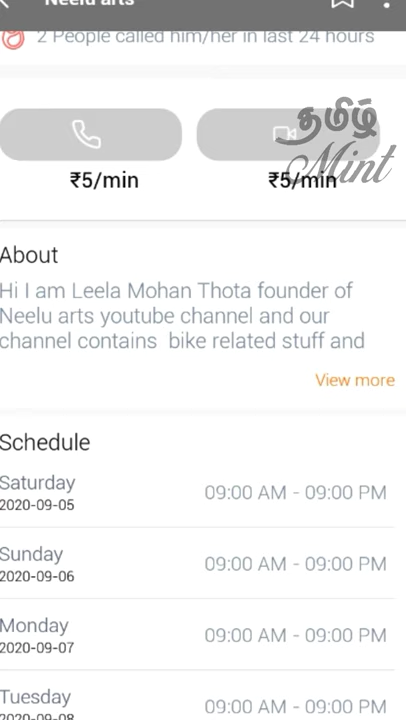 Neelu arts
2 People called him/her in last 24 hours
தமிழ்
Mint
₹5/min ₹5/min
About
Hi I am Leela Mohan Thota founder of
Neelu arts youtube channel and our
channel contains bike related stuff and
View more
Schedule
Saturday 09:00 AM - 09:00 PM
2020-09-05
Sunday 09:00 AM - 09:00 PM
2020-09-06
Monday 09:00 AM - 09:00 PM
2020-09-07
Tuesday 09:00 AM - 09:00 PM
2020-09-08